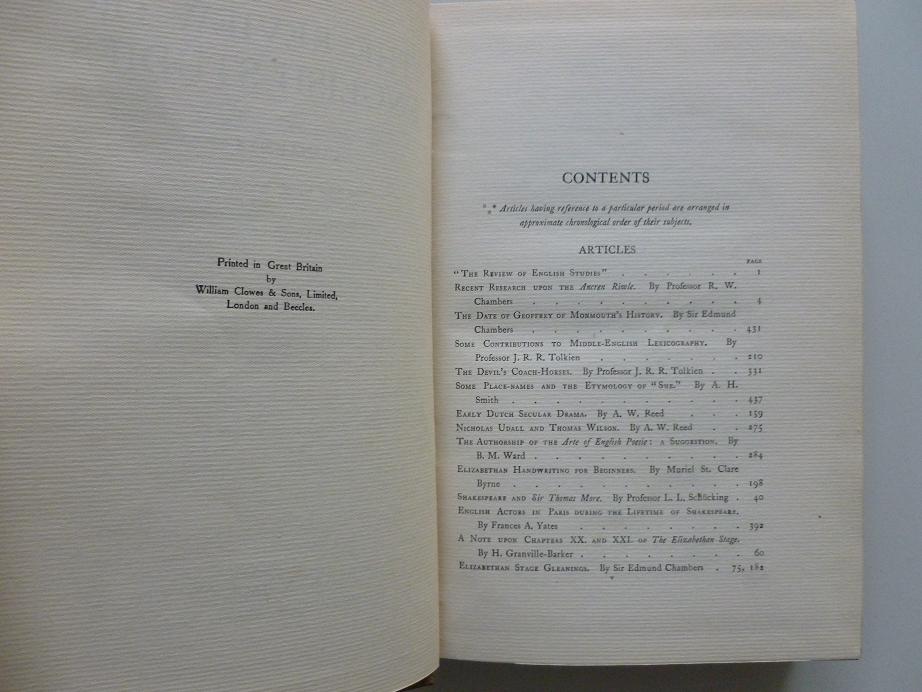 Printed in Great Britain
by
William Clowes & Sons, Limited,
London and Beccles.
CONTENTS
*** Articles having reference to a particular period are arranged in
approximate chronological order of their subjects.
ARTICLES
PAGE
"The Review of English Studies" . . . . . . 1
Recent Research upon the Ancren Riwle. By Professor R. W.
Chambers . . . . . . . . . . 4
The Date of Geoffrey of Monmouth's History. By Sir Edmund
Chambers . . . . . . . . . . 431
Some Contributions to Middle-English Lexicography. By
Professor J. R. R. Tolkien . . . . . . . 210
The Devil's Coach-Horses. By Professor J. R. R. Tolkien . . 331
Some Place-names and the Etymology of "She." By A. H.
Smith . . . . . . . . . . 437
Early Dutch Secular Drama. By A. W. Reed . . . 159
Nicholas Udall and Thomas Wilson. By A. W. Reed . . 275
The Authorship of the Arte of English Poesie: a Suggestion. By
B. M. Ward . . . . . . . . . 284
Elizabethan Handwriting for Beginners. By Muriel St. Clare
Byrne . . . . . . . . . . 198
Shakespeare and Sir Thomas More. By Professor L. L. Schücking . 40
English Actors in Paris during the Lifetime of Shakespeare.
By Frances A. Yates . . . . . . . . 392
A Note upon Chapters XX. and XXI. of The Elizabethan Stage.
By H. Granville-Barker . . . . . . . 60
Elizabethan Stage Gleanings. By Sir Edmund Chambers . 75, 182